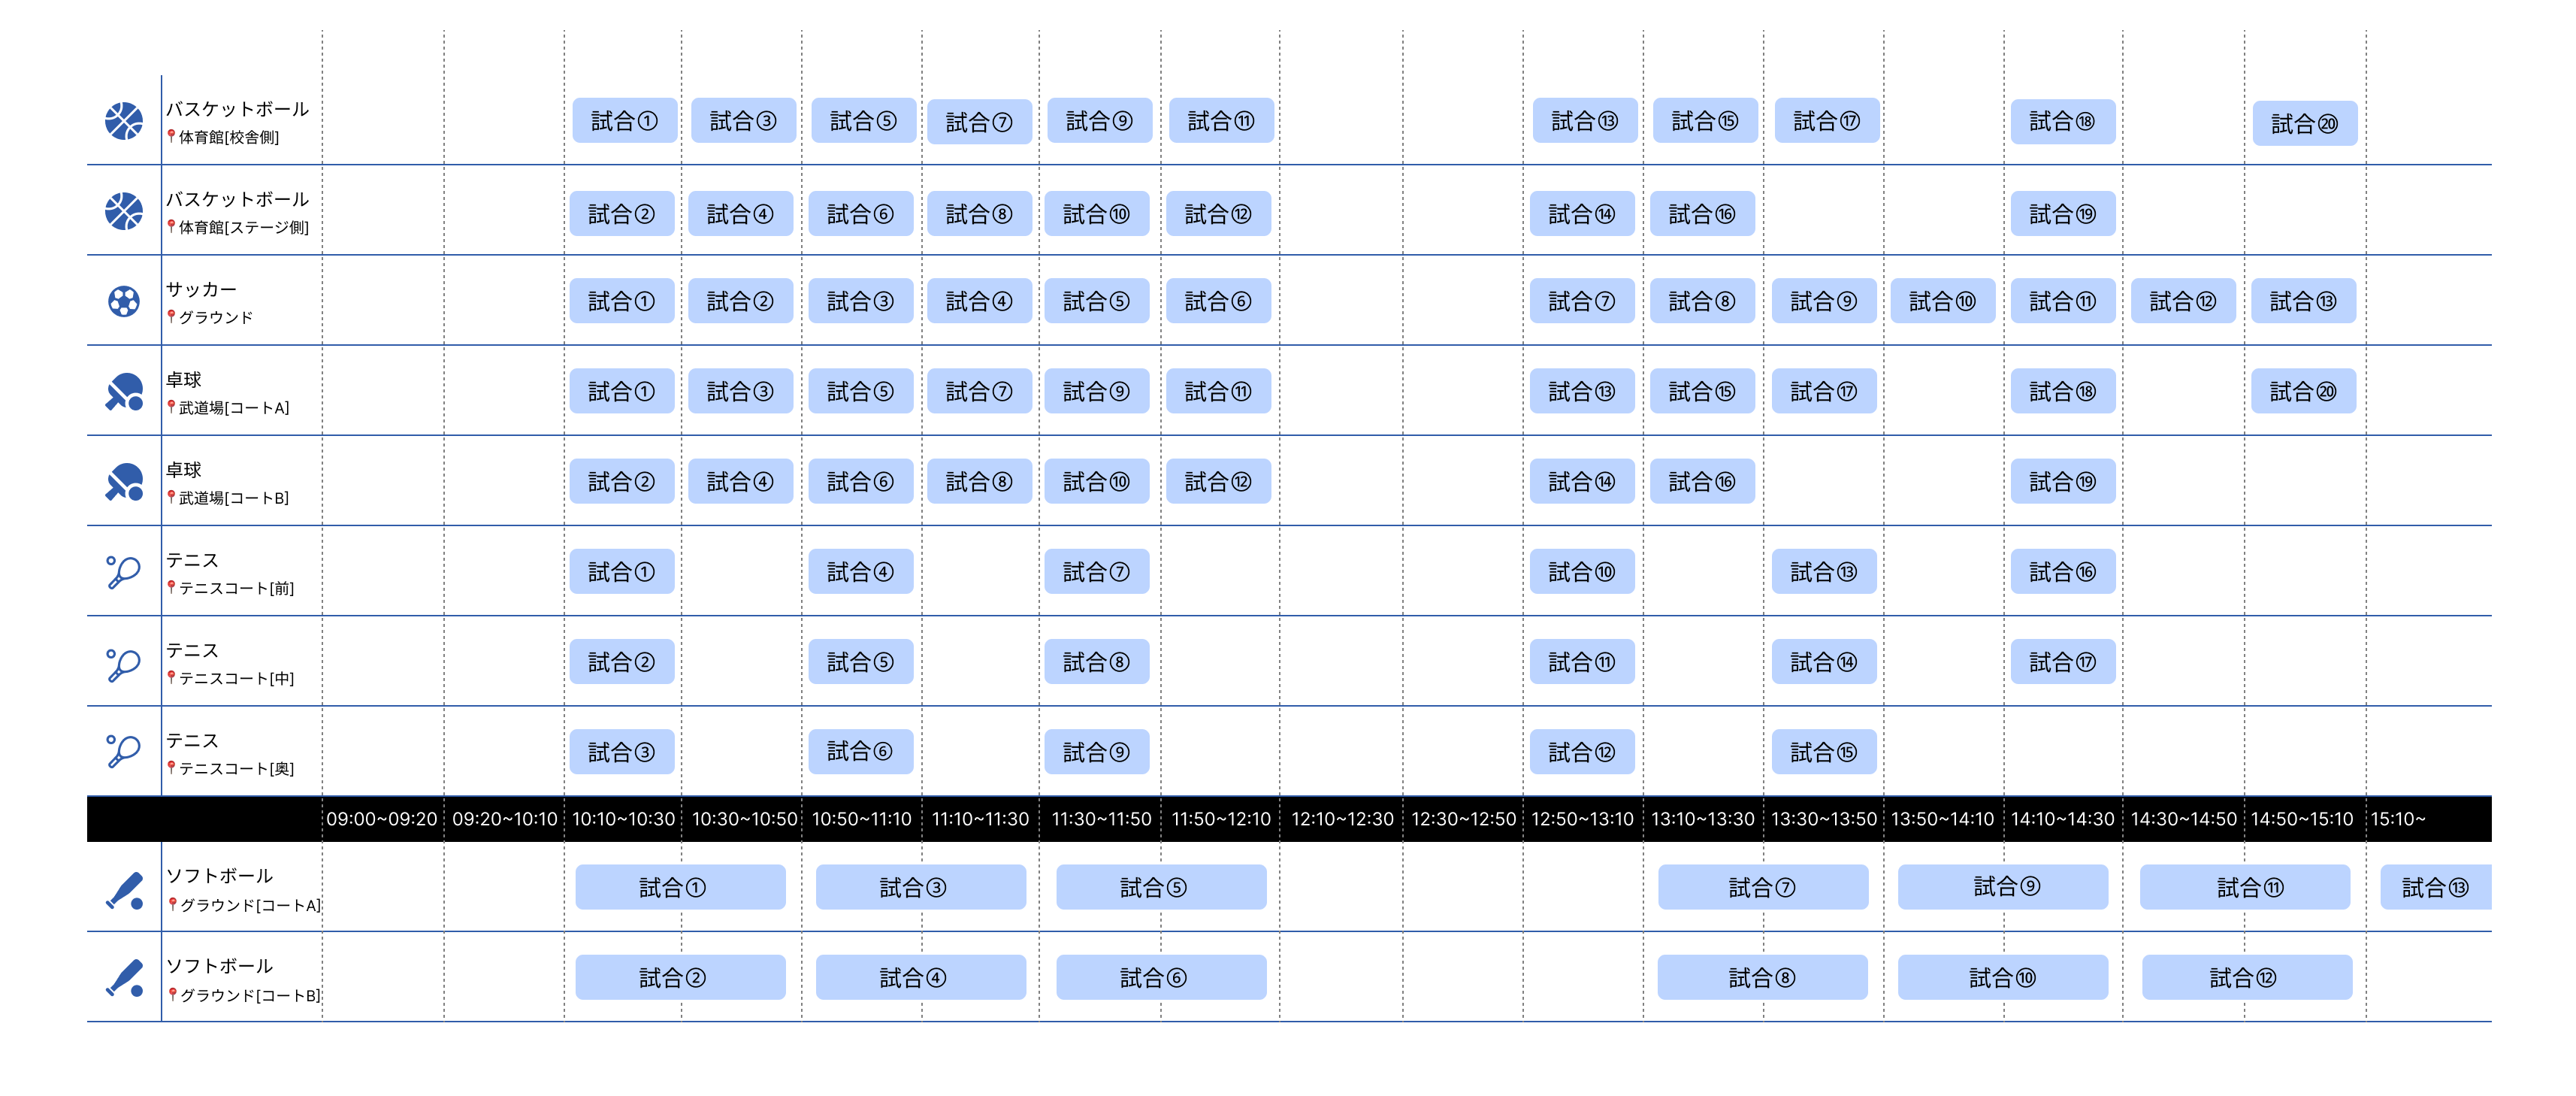 バスケットボール
体育館[校舎側]
試合① 試合③ 試合⑤ 試合⑦ 試合⑨ 試合⑪ 試合⑬ 試合⑮ 試合⑰ 試合⑱ 試合⑳
バスケットボール
体育館[ステージ側]
試合② 試合④ 試合⑥ 試合⑧ 試合⑩ 試合⑫ 試合⑭ 試合⑯ 試合⑲
サッカー
グラウンド
試合① 試合② 試合③ 試合④ 試合⑤ 試合⑥ 試合⑦ 試合⑧ 試合⑨ 試合⑩ 試合⑪ 試合⑫ 試合⑬
卓球
武道場[コートA]
試合① 試合③ 試合⑤ 試合⑦ 試合⑨ 試合⑪ 試合⑬ 試合⑮ 試合⑰ 試合⑱ 試合⑳
卓球
武道場[コートB]
試合② 試合④ 試合⑥ 試合⑧ 試合⑩ 試合⑫ 試合⑭ 試合⑯ 試合⑲
テニス
テニスコート[前]
試合① 試合④ 試合⑦ 試合⑩ 試合⑬ 試合⑯
テニス
テニスコート[中]
試合② 試合⑤ 試合⑧ 試合⑪ 試合⑭ 試合⑰
テニス
テニスコート[奥]
試合③ 試合⑥ 試合⑨ 試合⑫ 試合⑮
09:00~09:20 09:20~10:10 10:10~10:30 10:30~10:50 10:50~11:10 11:10~11:30 11:30~11:50 11:50~12:10 12:10~12:30 12:30~12:50 12:50~13:10 13:10~13:30 13:30~13:50 13:50~14:10 14:10~14:30 14:30~14:50 14:50~15:10 15:10~
ソフトボール
グラウンド[コートA]
試合① 試合③ 試合⑤ 試合⑦ 試合⑨ 試合⑪ 試合⑬
ソフトボール
グラウンド[コートB]
試合② 試合④ 試合⑥ 試合⑧ 試合⑩ 試合⑫